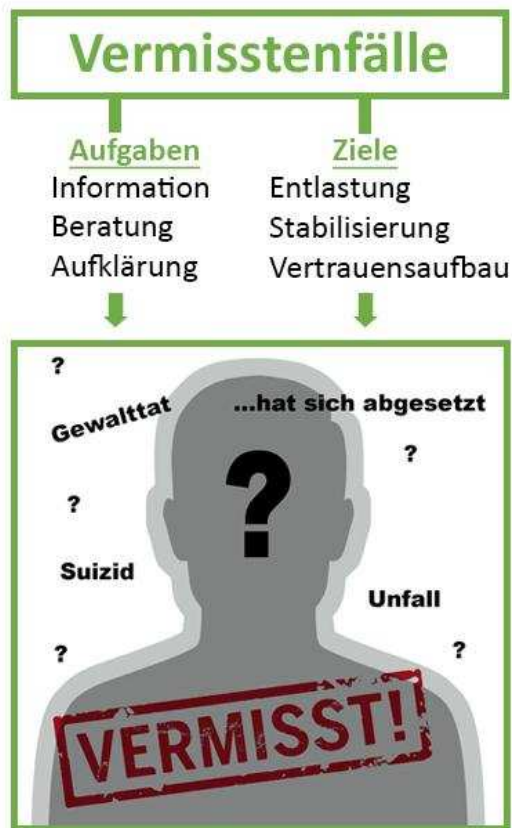 Vermisstenfälle
Aufgaben
Information
Beratung
Aufklärung
Ziele
Entlastung
Stabilisierung
Vertrauensaufbau
?
Gewalttat
...hat sich abgesetzt
?
?
?
Suizid
Unfall
?
?
VERMISST!